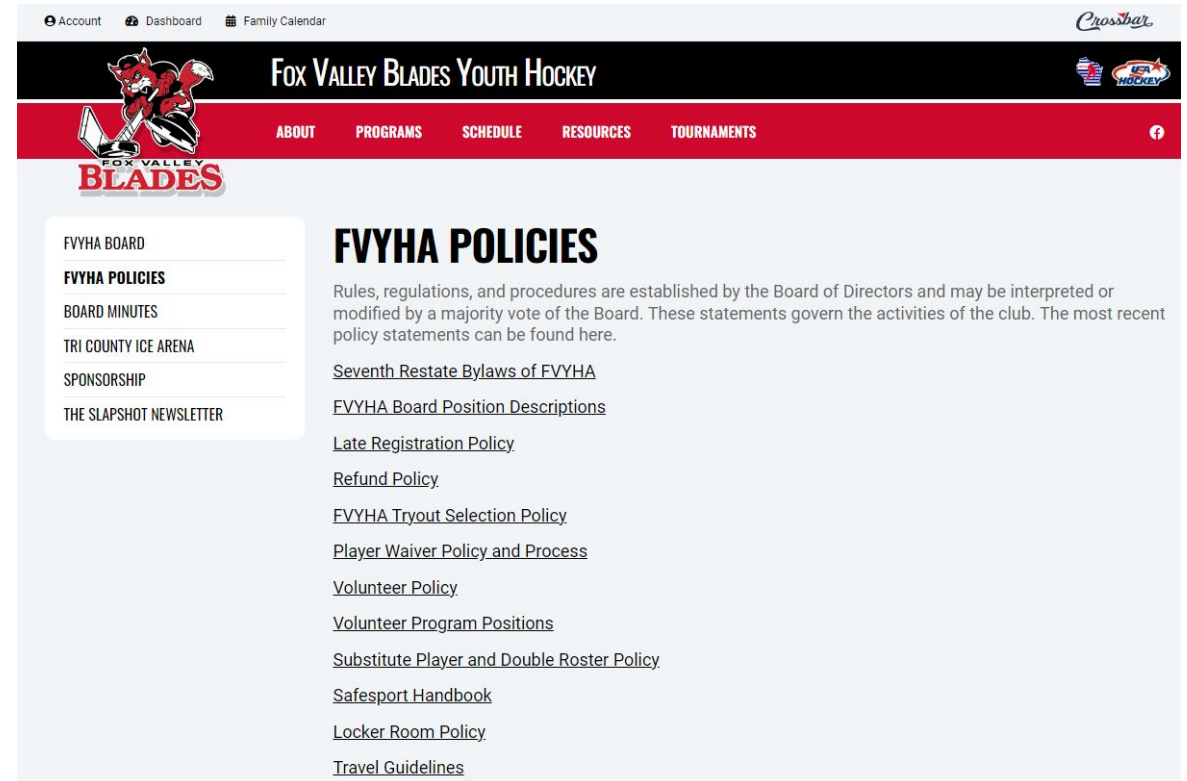 Account Dashboard Family Calendar Crossbar
FOX VALLEY BLADES YOUTH HOCKEY
USA
HOCKEY
ABOUT PROGRAMS SCHEDULE RESOURCES TOURNAMENTS
FOX VALLEY
BLADES
FVYHA BOARD
FVYHA POLICIES
BOARD MINUTES
TRI COUNTY ICE ARENA
SPONSORSHIP
THE SLAPSHOT NEWSLETTER
FVYHA POLICIES
Rules, regulations, and procedures are established by the Board of Directors and may be interpreted or
modified by a majority vote of the Board. These statements govern the activities of the club. The most recent
policy statements can be found here.
Seventh Restate Bylaws of FVYHA
FVYHA Board Position Descriptions
Late Registration Policy
Refund Policy
FVYHA Tryout Selection Policy
Player Waiver Policy and Process
Volunteer Policy
Volunteer Program Positions
Substitute Player and Double Roster Policy
Safesport Handbook
Locker Room Policy
Travel Guidelines